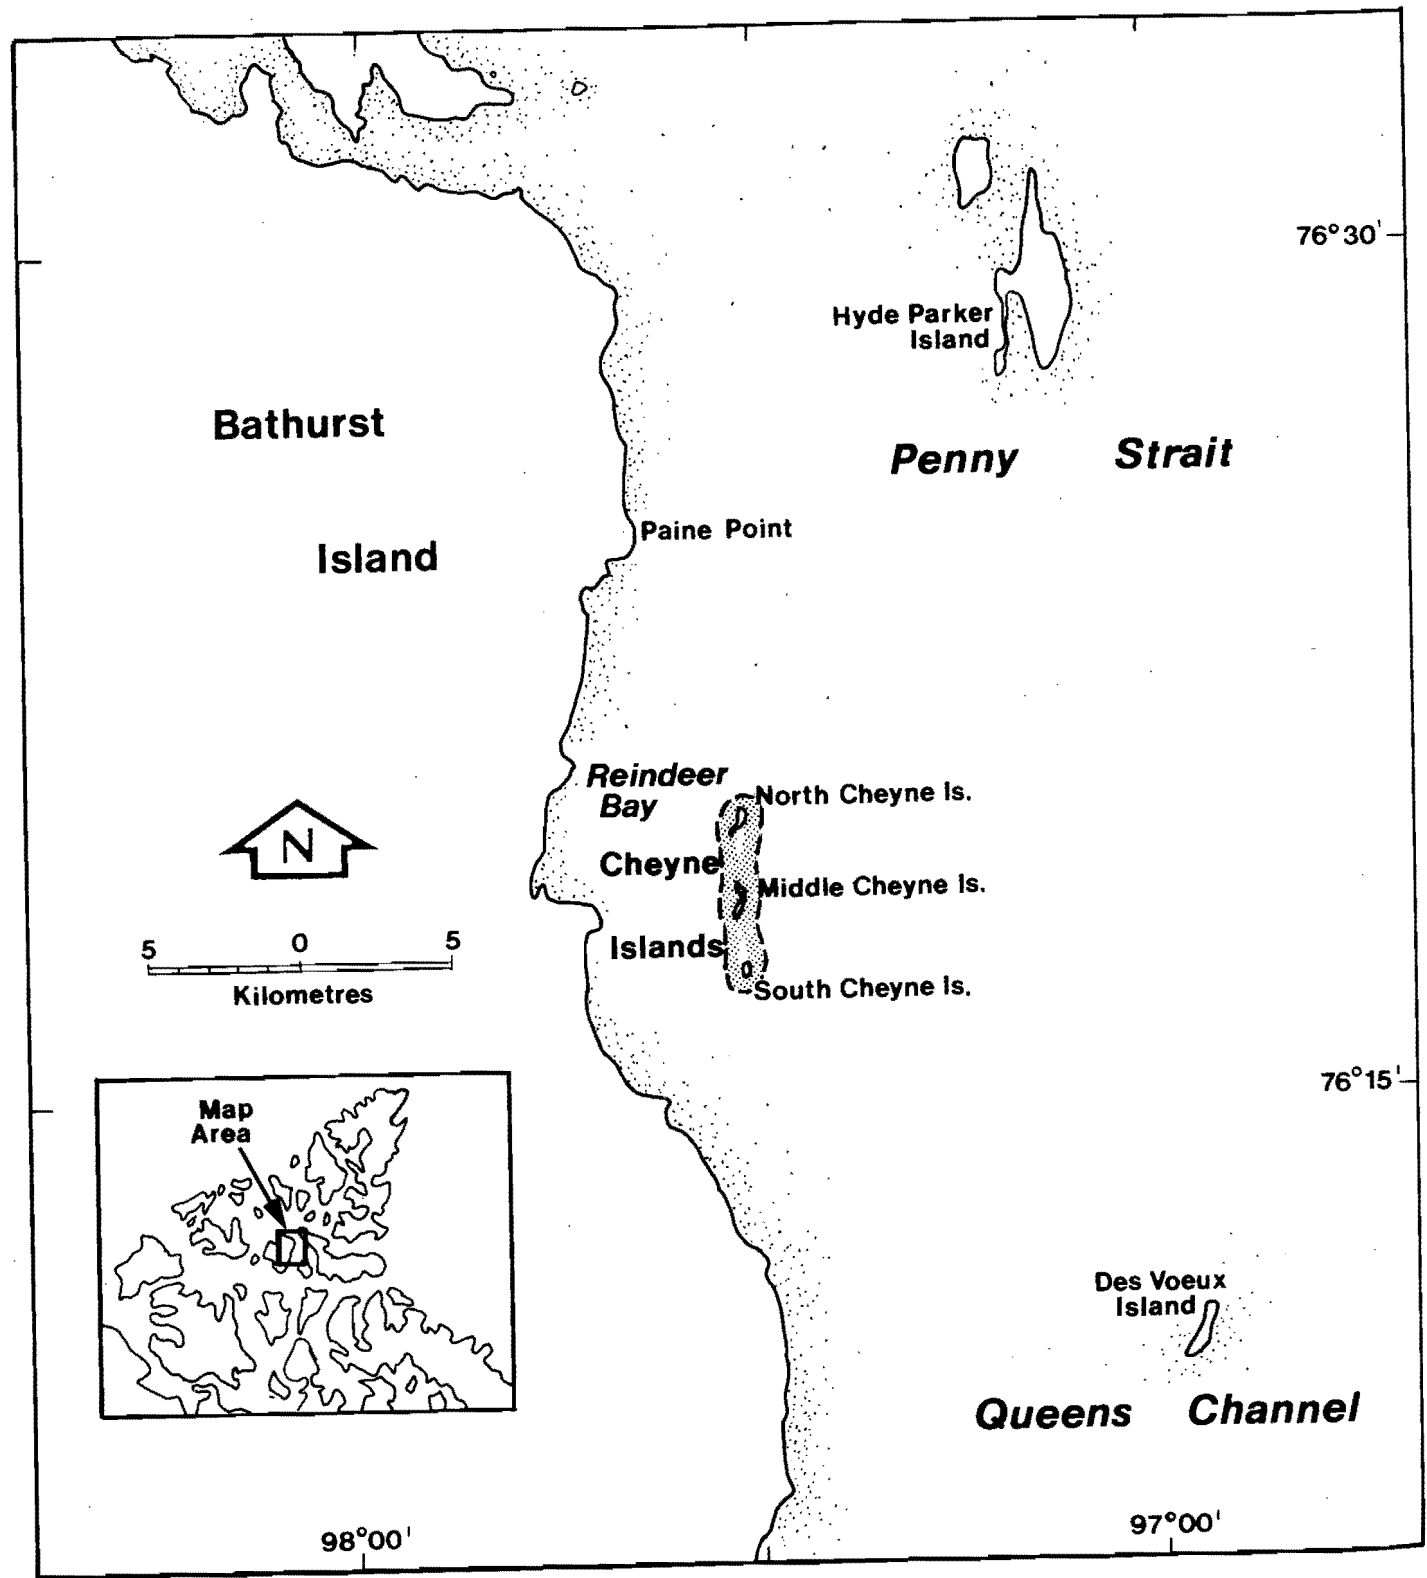 76°30'
Hyde Parker
Island
Bathurst
Island
Penny Strait
Paine Point
Reindeer
Bay
North Cheyne Is.
Cheyne
Middle Cheyne Is.
Islands
South Cheyne Is.
N
5 0 5
Kilometres
76°15'
Map
Area
Des Voeux
Island
Queens Channel
98°00'
97°00'